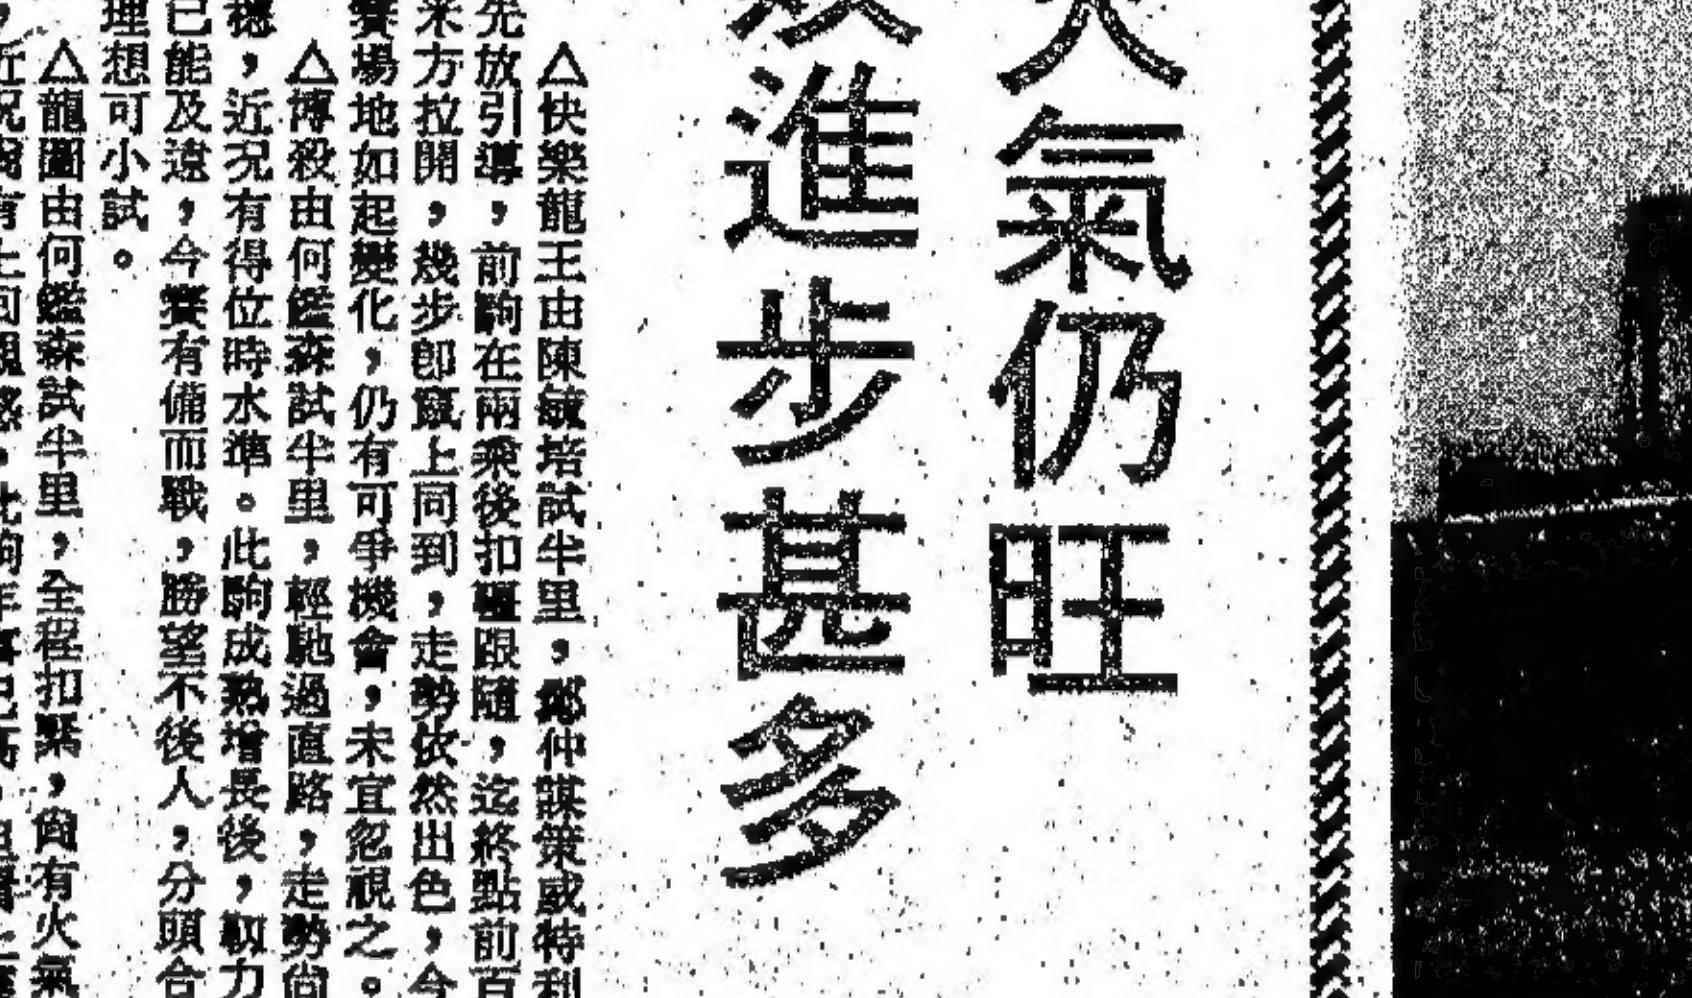 火氣仍旺
進步甚多
△快樂龍王由陳毓培試半里，鄭仲謀策威特利
先放引導，前駒在兩乘後扣韁跟隨，迄終點前百
米方拉開，幾步即竄上同到，走勢依然出色，今
賽場地如起變化，仍有可爭機會，未宜忽視之。
△博殺由何鑑森試半里，輕馳過直路，走勢尚
穩，近況有得位時水準。此駒成熟增長後，韌力
已能及遠，今賽有備而戰，勝望不後人，分頭合
理想可小試。
△龍圖由何鑑森試半里，全程扣緊，尚有火氣
，近況尚有